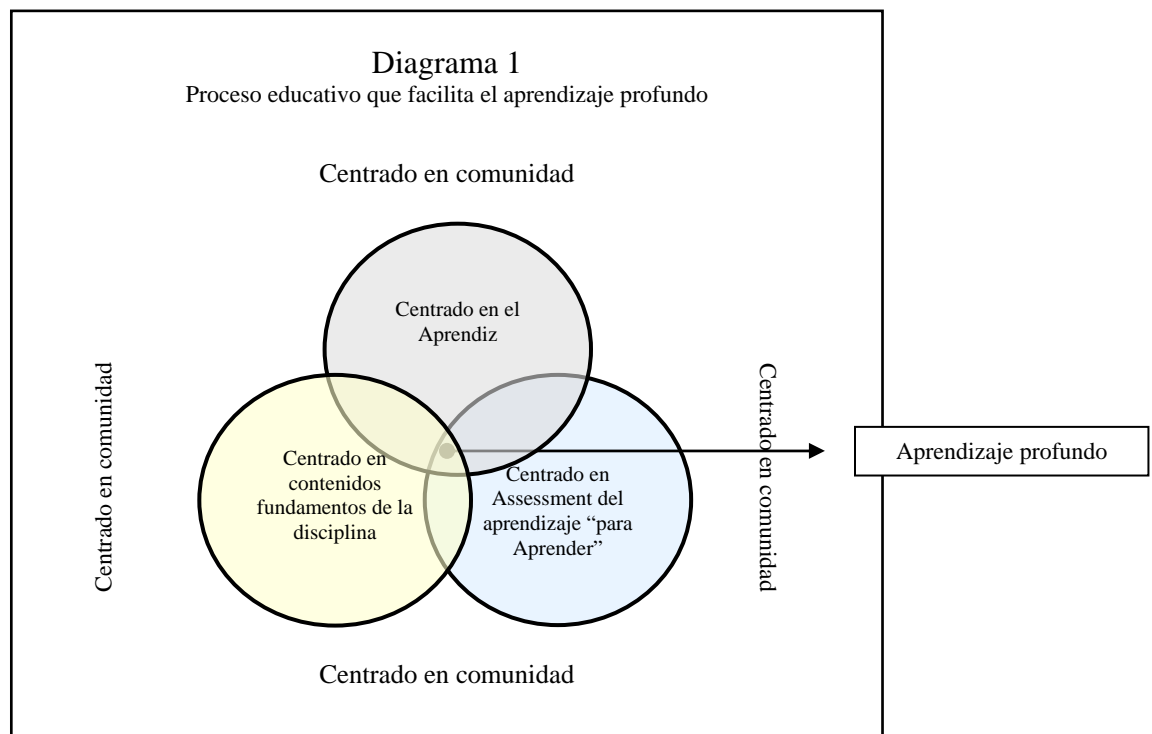 Diagrama 1
Proceso educativo que facilita el aprendizaje profundo
Centrado en comunidad
Centrado en el
Aprendiz
Centrado en comunidad
Centrado en
contenidos
fundamentos de la
disciplina
Centrado en
Assessment del
aprendizaje “para
Aprender”
Centrado en comunidad
Aprendizaje profundo
Centrado en comunidad